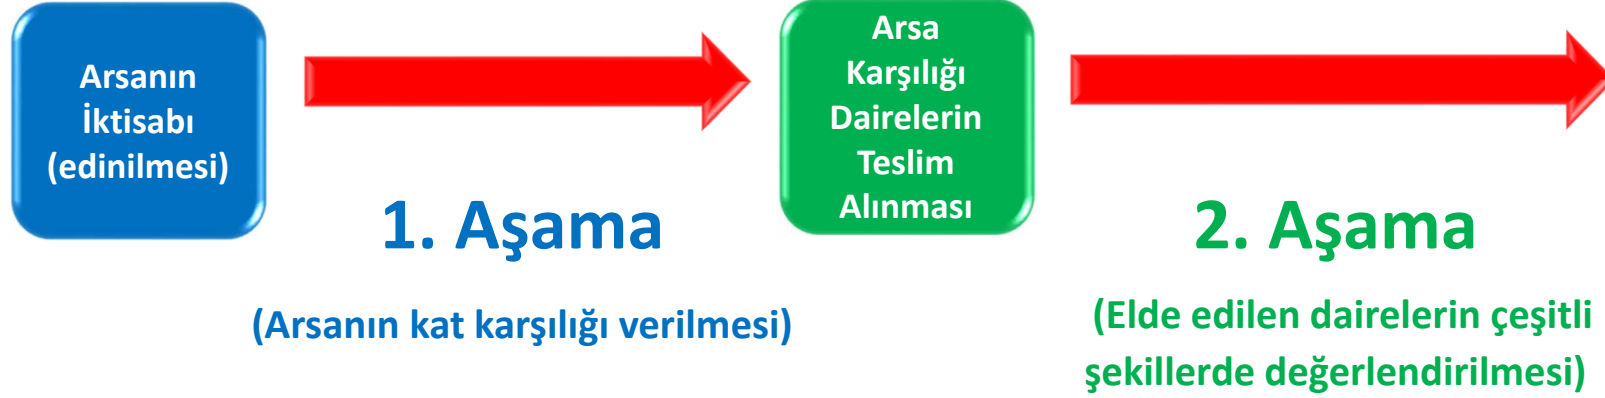 Arsanın
İktisabı
(edinilmesi)
1. Aşama
(Arsanın kat karşılığı verilmesi)
Arsa
Karşılığı
Dairelerin
Teslim
Alınması
2. Aşama
(Elde edilen dairelerin çeşitli
şekillerde değerlendirilmesi)